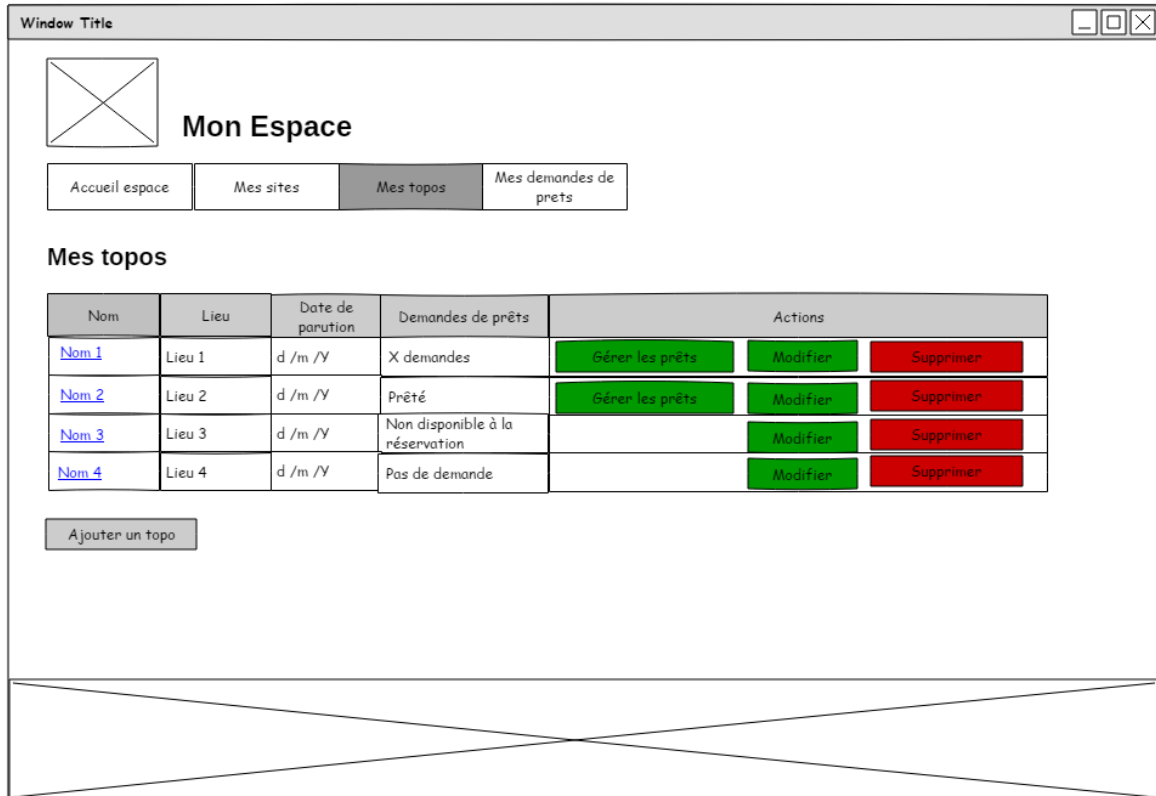 Window Title
Mon Espace
Accueil espace
Mes sites
Mes topos
Mes demandes de
prets
Mes topos
Nom
Lieu
Date de
parution
Demandes de prêts
Actions
Nom 1
Lieu 1
d /m /Y
X demandes
Gérer les prêts
Modifier
Supprimer
Nom 2
Lieu 2
d /m /Y
Prêté
Gérer les prêts
Modifier
Supprimer
Nom 3
Lieu 3
d /m /Y
Non disponible à la
réservation
Modifier
Supprimer
Nom 4
Lieu 4
d /m /Y
Pas de demande
Modifier
Supprimer
Ajouter un topo